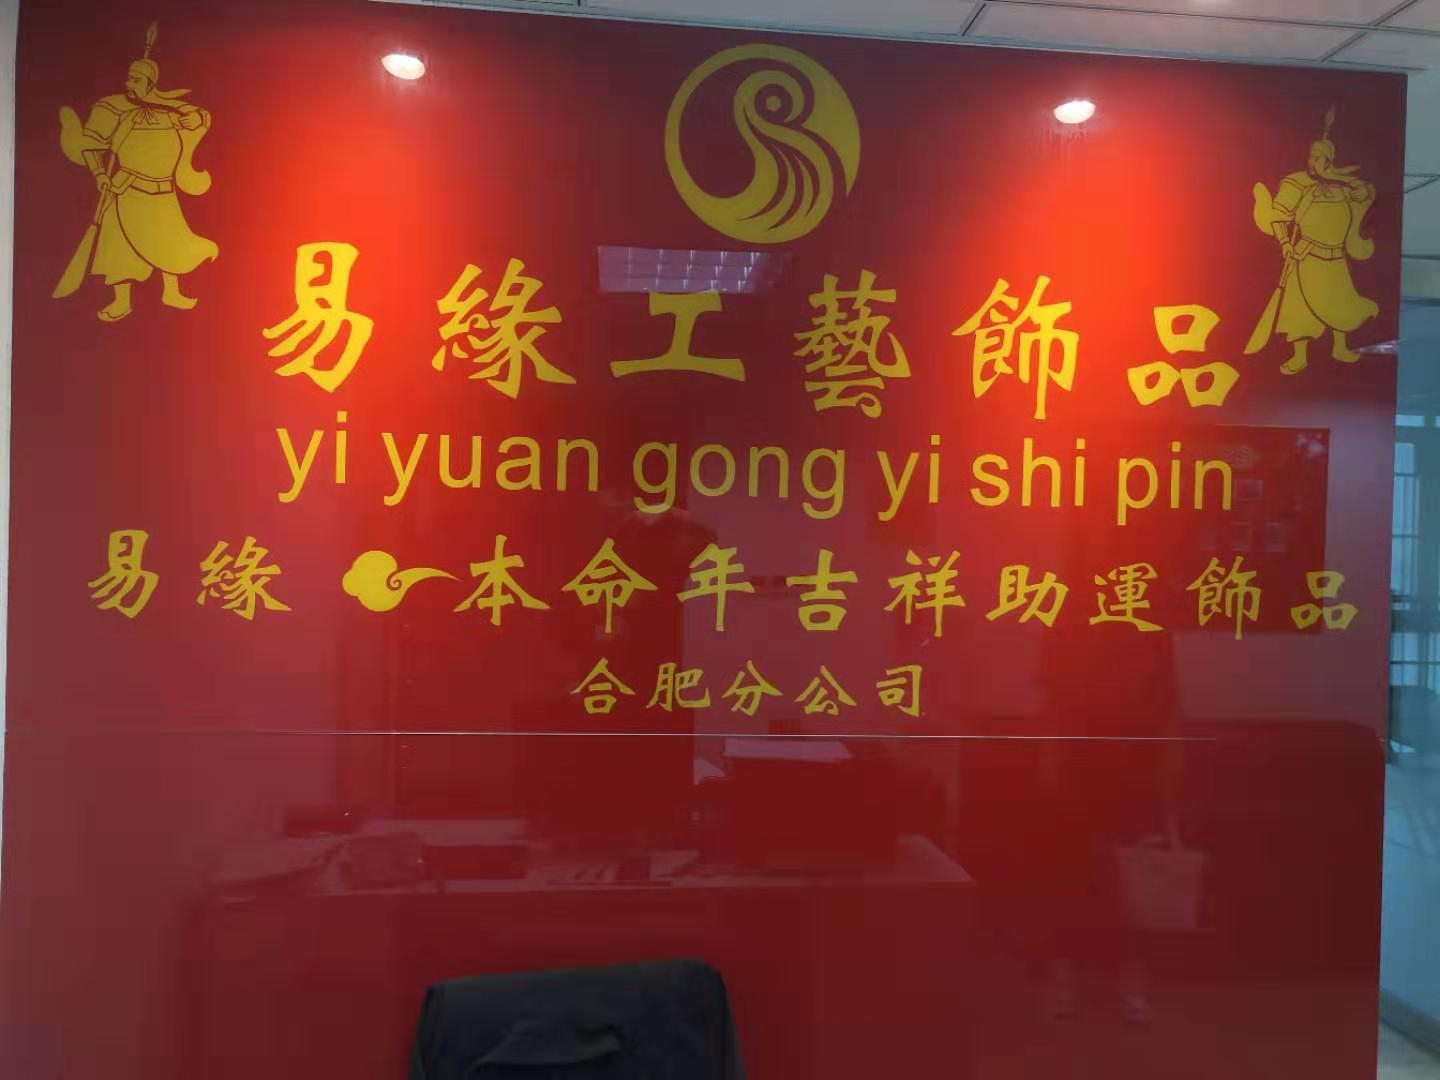 易緣工藝飾品
yi yuan gong yi shi pin
易緣 本命年吉祥助運飾品
合肥分公司